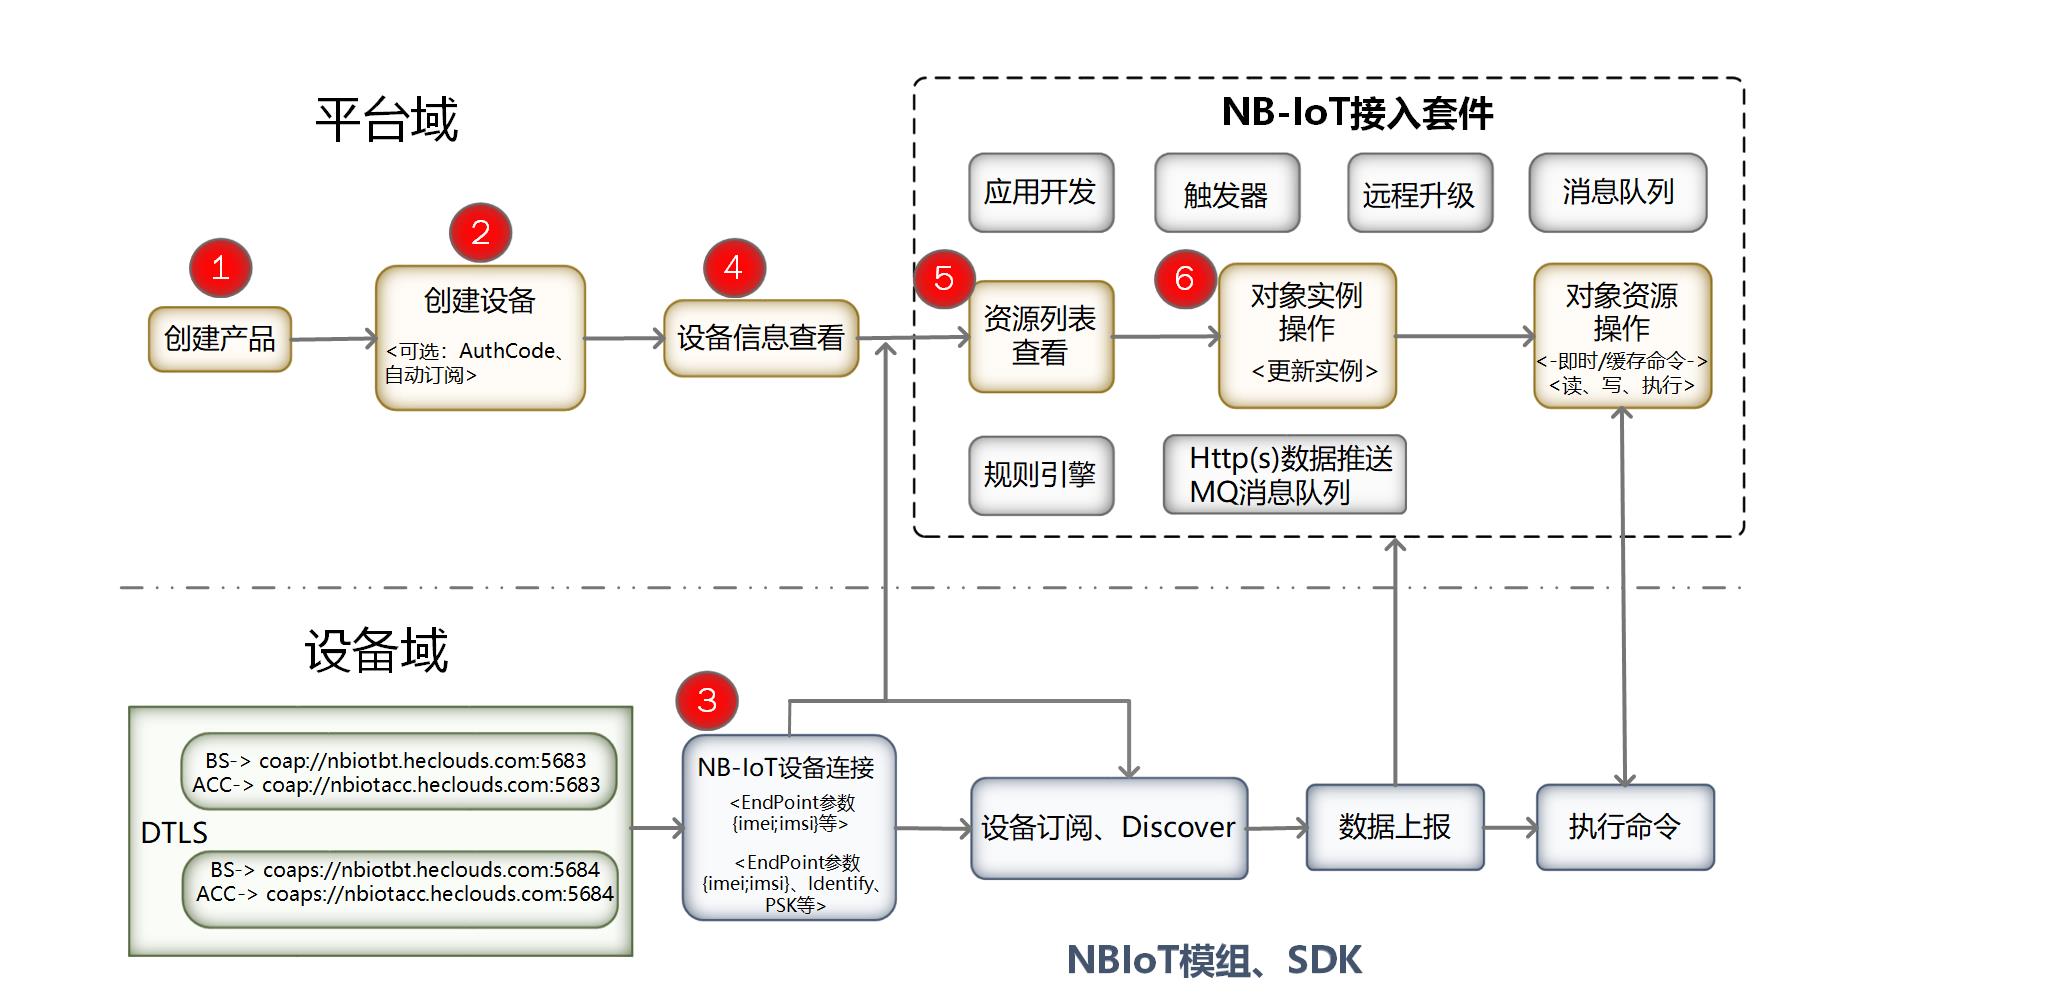 平台域
NB-IoT接入套件
应用开发
触发器
远程升级
消息队列
1
创建产品
2
创建设备
<可选：AuthCode、
自动订阅>
4
设备信息查看
5
资源列表
查看
6
对象实例
操作
<更新实例>
对象资源
操作
<-即时/缓存命令->
<读、写、执行>
规则引擎
Http(s)数据推送
MQ消息队列
设备域
BS-> coap://nbiotbt.heclouds.com:5683
ACC-> coap://nbiotacc.heclouds.com:5683
DTLS
BS-> coaps://nbiotbt.heclouds.com:5684
ACC-> coaps://nbiotacc.heclouds.com:5684
3
NB-IoT设备连接
<EndPoint参数
{imei;imsi}等>
<EndPoint参数
{imei;imsi}、Identify、
PSK等>
设备订阅、Discover
数据上报
执行命令
NBIoT模组、SDK